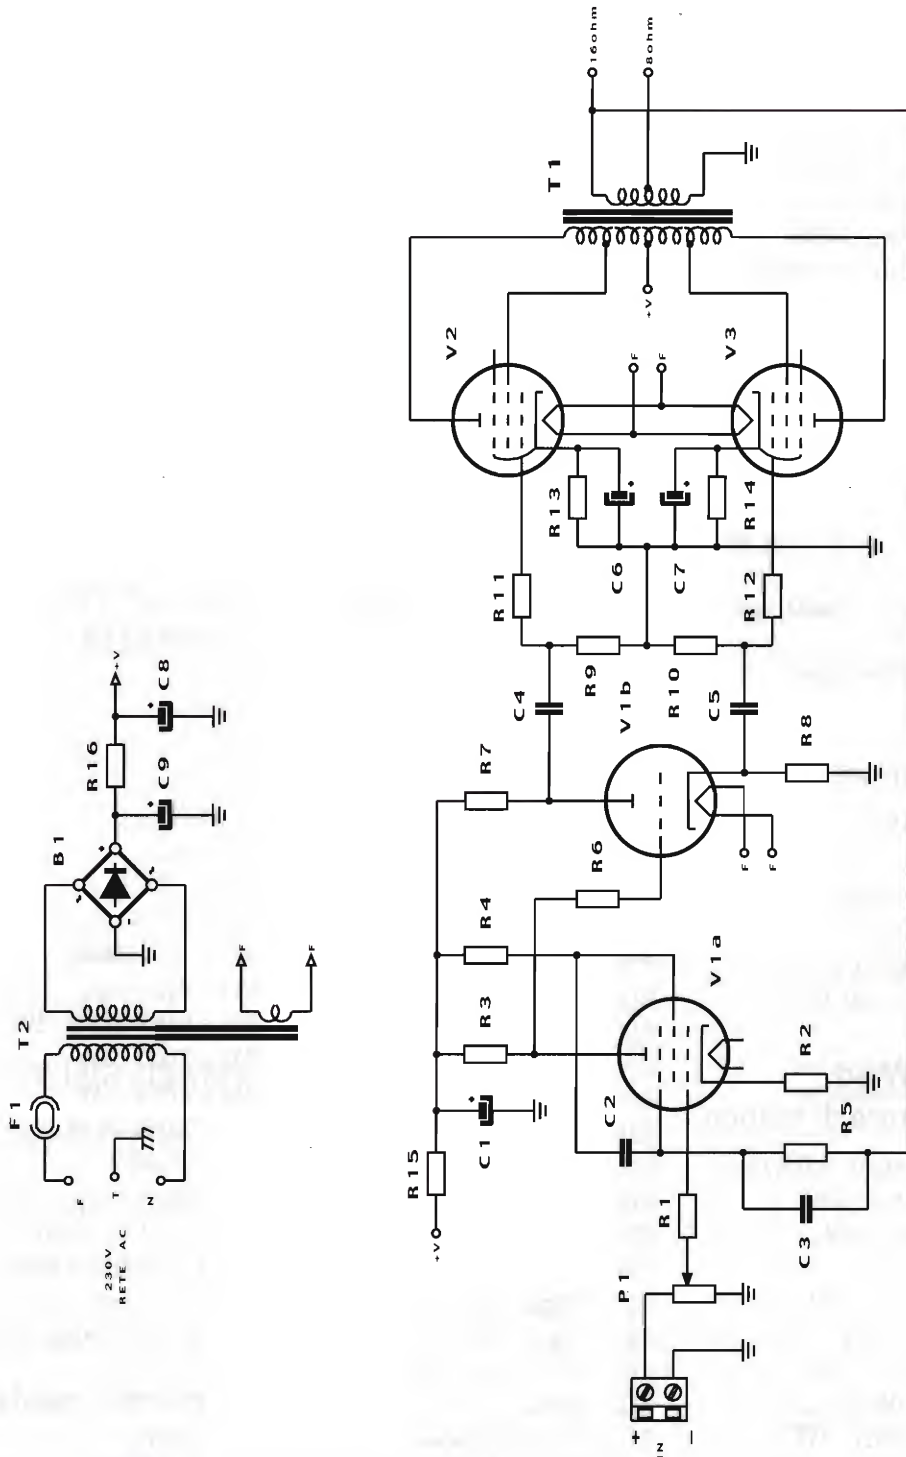 T2
F1
B1
R16
C9
C8
+V
F
T
Z
230V
RETE AC
F
F
+
-
~
~
+
+
+V
R15
C1
+
R3
R4
R7
C4
R11
V2
T1
16ohm
8ohm
+V
F
F
V3
R13
C6
+
C7
+
R14
R12
R9
R10
V1b
C5
R8
R6
F
F
V1a
C2
R2
R5
C3
R1
P1
+
-